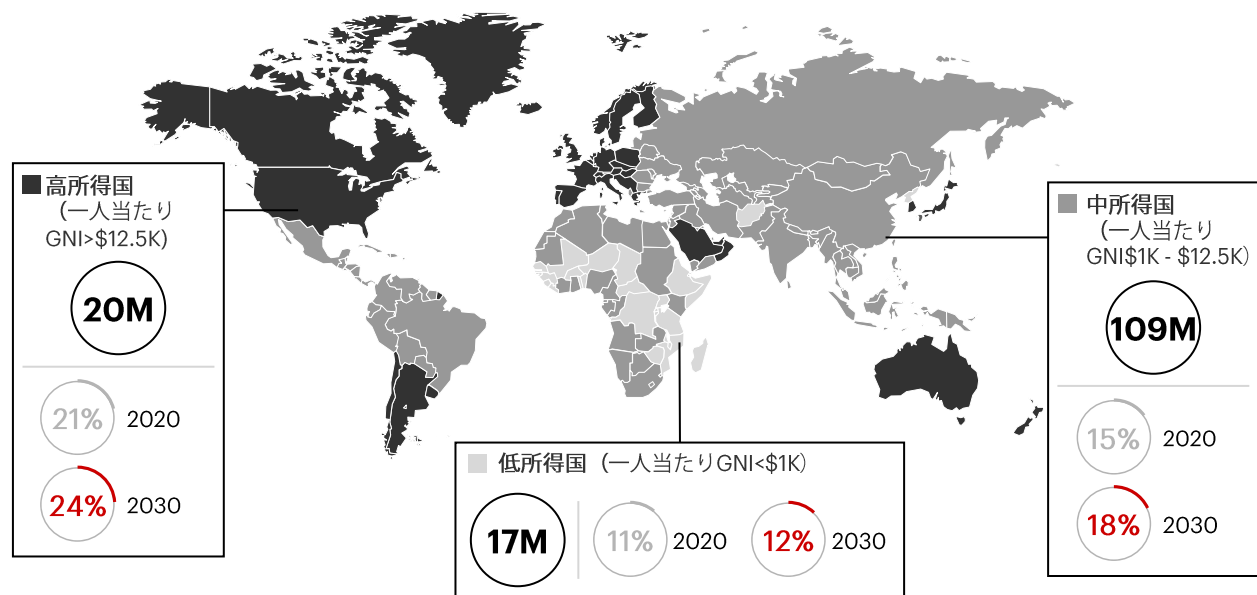 高所得国
(一人当たり
GNI>$12.5K)
20M
21% 2020
24% 2030
低所得国 (一人当たりGNI<$1K)
17M 11% 2020 12% 2030
中所得国
(一人当たり
GNI$1K - $12.5K)
109M
15% 2020
18% 2030